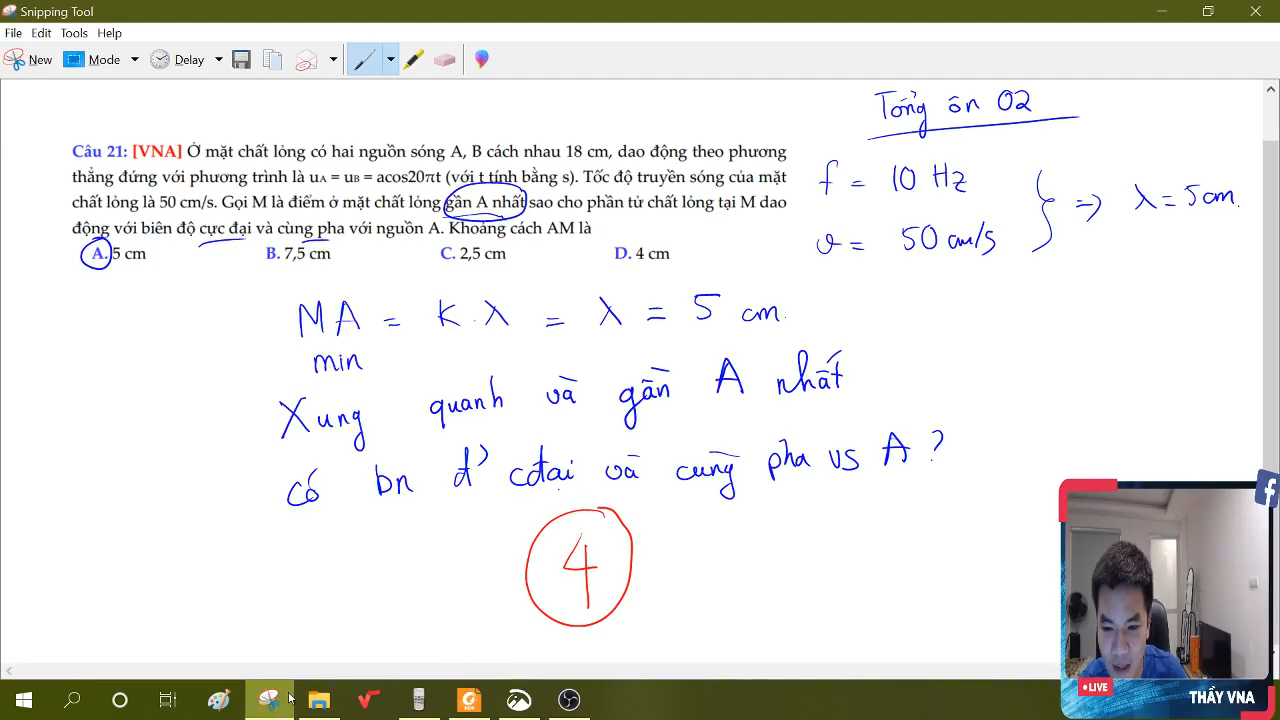 Snipping Tool
File Edit Tools Help
New Mode Delay
Tổng ôn 02
Câu 21: [VNA] Ở mặt chất lỏng có hai nguồn sóng A, B cách nhau 18 cm, dao động theo phương
thẳng đứng với phương trình là uA = uB = acos20πt (với t tính bằng s). Tốc độ truyền sóng của mặt
chất lỏng là 50 cm/s. Gọi M là điểm ở mặt chất lỏng gần A nhất sao cho phần tử chất lỏng tại M dao
động với biên độ cực đại và cùng pha với nguồn A. Khoảng cách AM là
A. 5 cm B. 7,5 cm C. 2,5 cm D. 4 cm
f = 10 Hz
v = 50 cm/s
} => λ = 5 cm.
MA = k.λ = λ = 5 cm.
min
Xung quanh và gần A nhất
có bn đ' cđại và cùng pha vs A ?
4
LIVE
THẦY VNA